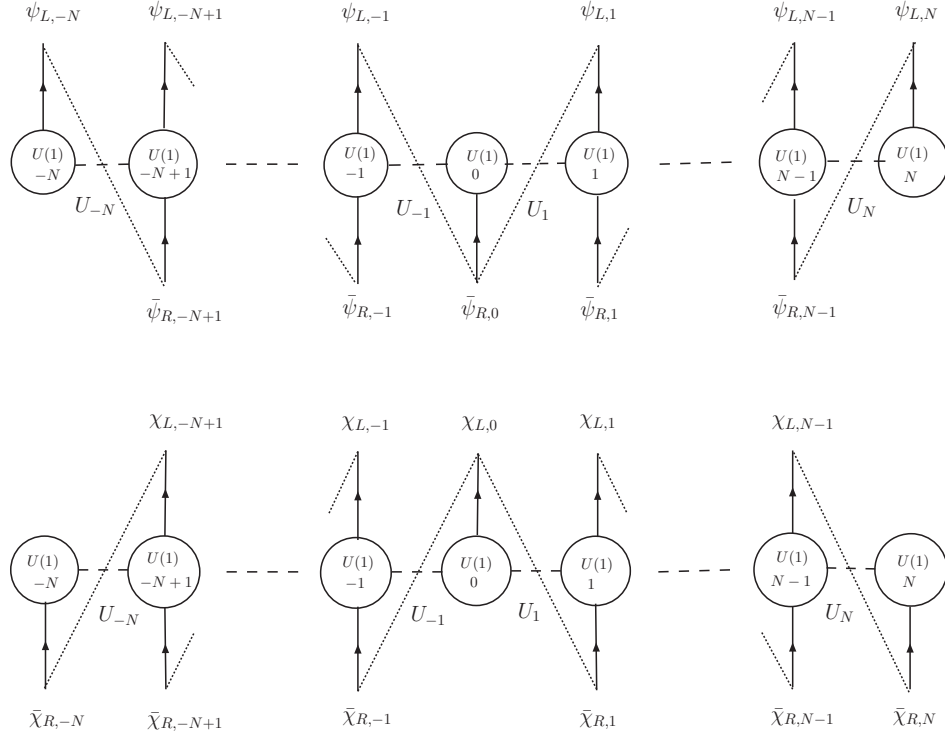 ψ_{L,-N} ψ_{L,-N+1} ψ_{L,-1} ψ_{L,1} ψ_{L,N-1} ψ_{L,N}
U(1) U(1) U(1) U(1) U(1) U(1) U(1)
-N -N+1 -1 0 1 N-1 N
U_{-N} U_{-1} U_1 U_N
ψ̄_{R,-N+1} ψ̄_{R,-1} ψ̄_{R,0} ψ̄_{R,1} ψ̄_{R,N-1}
χ_{L,-N+1} χ_{L,-1} χ_{L,0} χ_{L,1} χ_{L,N-1}
U(1) U(1) U(1) U(1) U(1) U(1) U(1)
-N -N+1 -1 0 1 N-1 N
U_{-N} U_{-1} U_1 U_N
χ̄_{R,-N} χ̄_{R,-N+1} χ̄_{R,-1} χ̄_{R,1} χ̄_{R,N-1} χ̄_{R,N}